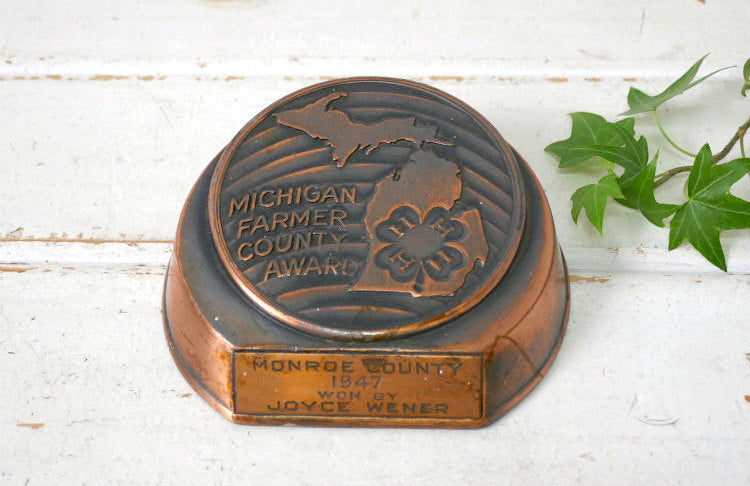 MICHIGAN
FARMER
COUNTY
AWARD
H H
H H
MONROE COUNTY
1947
WON BY
JOYCE WENER